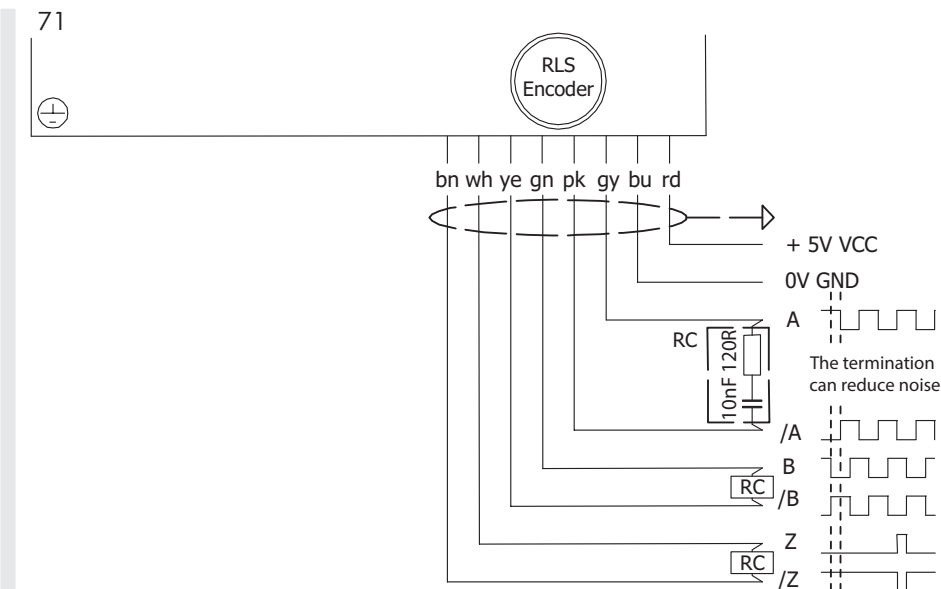 71
RLS
Encoder
bn wh ye gn pk gy bu rd
+ 5V VCC
0V GND
A
RC
120R
10nF
The termination
can reduce noise
/A
B
RC
/B
Z
RC
/Z